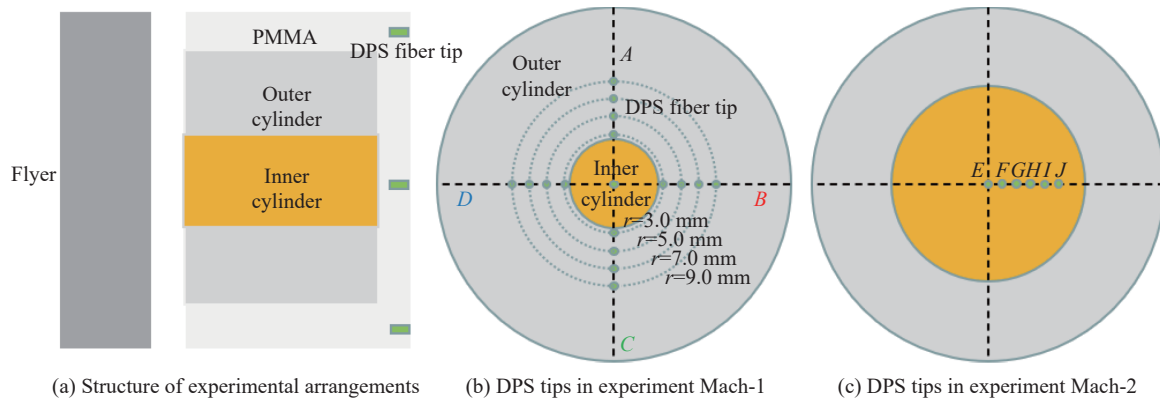 PMMA
DPS fiber tip
Outer
cylinder
Flyer
Inner
cylinder
(a) Structure of experimental arrangements
A
Outer
cylinder
DPS fiber tip
Inner
cylinder
D
B
r=3.0 mm
r=5.0 mm
r=7.0 mm
r=9.0 mm
C
(b) DPS tips in experiment Mach-1
E F G H I J
(c) DPS tips in experiment Mach-2